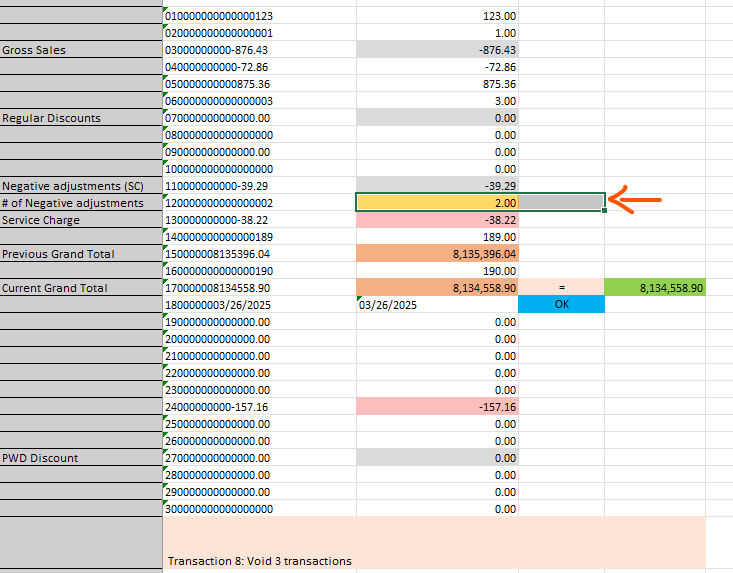 010000000000000123 123.00
020000000000000001 1.00
Gross Sales 03000000000-876.43 -876.43
040000000000-72.86 -72.86
050000000000875.36 875.36
060000000000000003 3.00
Regular Discounts 070000000000000.00 0.00
080000000000000000 0.00
090000000000000.00 0.00
100000000000000000 0.00
Negative adjustments (SC) 110000000000-39.29 -39.29
# of Negative adjustments 120000000000000002 2.00
Service Charge 130000000000-38.22 -38.22
140000000000000189 189.00
Previous Grand Total 150000008135396.04 8,135,396.04
160000000000000190 190.00
Current Grand Total 170000008134558.90 8,134,558.90 = 8,134,558.90
1800000003/26/2025 03/26/2025 OK
190000000000000.00 0.00
200000000000000.00 0.00
210000000000000.00 0.00
220000000000000.00 0.00
230000000000000.00 0.00
24000000000-157.16 -157.16
250000000000000.00 0.00
260000000000000.00 0.00
PWD Discount 270000000000000.00 0.00
280000000000000.00 0.00
290000000000000.00 0.00
300000000000000000 0.00
Transaction 8: Void 3 transactions